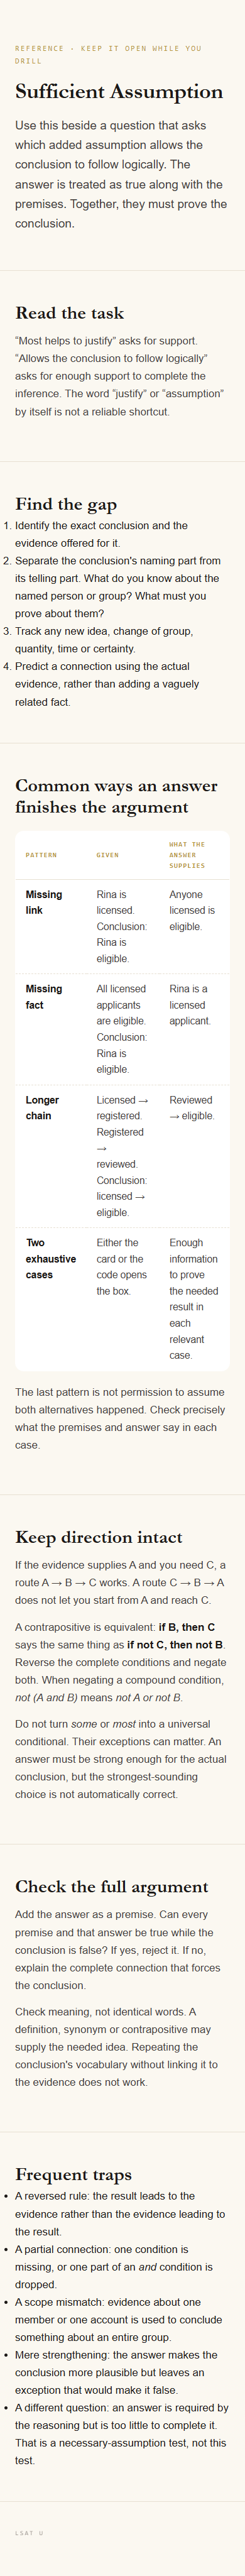 REFERENCE · KEEP IT OPEN WHILE YOU
DRILL
Sufficient Assumption
Use this beside a question that asks
which added assumption allows the
conclusion to follow logically. The
answer is treated as true along with the
premises. Together, they must prove the
conclusion.
Read the task
“Most helps to justify” asks for support.
“Allows the conclusion to follow logically”
asks for enough support to complete the
inference. The word “justify” or “assumption”
by itself is not a reliable shortcut.
Find the gap
1. Identify the exact conclusion and the
evidence offered for it.
2. Separate the conclusion's naming part from
its telling part. What do you know about the
named person or group? What must you
prove about them?
3. Track any new idea, change of group,
quantity, time or certainty.
4. Predict a connection using the actual
evidence, rather than adding a vaguely
related fact.
Common ways an answer
finishes the argument
PATTERN GIVEN WHAT THE
ANSWER
SUPPLIES
Missing Rina is Anyone
link licensed. licensed is
Conclusion: eligible.
Rina is
eligible.
Missing All licensed Rina is a
fact applicants licensed
are eligible. applicant.
Conclusion:
Rina is
eligible.
Longer Licensed → Reviewed
chain registered. → eligible.
Registered
→
reviewed.
Conclusion:
licensed →
eligible.
Two Either the Enough
exhaustive card or the information
cases code opens to prove
the box. the needed
result in
each
relevant
case.
The last pattern is not permission to assume
both alternatives happened. Check precisely
what the premises and answer say in each
case.
Keep direction intact
If the evidence supplies A and you need C, a
route A → B → C works. A route C → B → A
does not let you start from A and reach C.
A contrapositive is equivalent: if B, then C
says the same thing as if not C, then not B.
Reverse the complete conditions and negate
both. When negating a compound condition,
not (A and B) means not A or not B.
Do not turn some or most into a universal
conditional. Their exceptions can matter. An
answer must be strong enough for the actual
conclusion, but the strongest-sounding
choice is not automatically correct.
Check the full argument
Add the answer as a premise. Can every
premise and that answer be true while the
conclusion is false? If yes, reject it. If no,
explain the complete connection that forces
the conclusion.
Check meaning, not identical words. A
definition, synonym or contrapositive may
supply the needed idea. Repeating the
conclusion's vocabulary without linking it to
the evidence does not work.
Frequent traps
• A reversed rule: the result leads to the
evidence rather than the evidence leading to
the result.
• A partial connection: one condition is
missing, or one part of an and condition is
dropped.
• A scope mismatch: evidence about one
member or one account is used to conclude
something about an entire group.
• Mere strengthening: the answer makes the
conclusion more plausible but leaves an
exception that would make it false.
• A different question: an answer is required by
the reasoning but is too little to complete it.
That is a necessary-assumption test, not this
test.
LSAT U